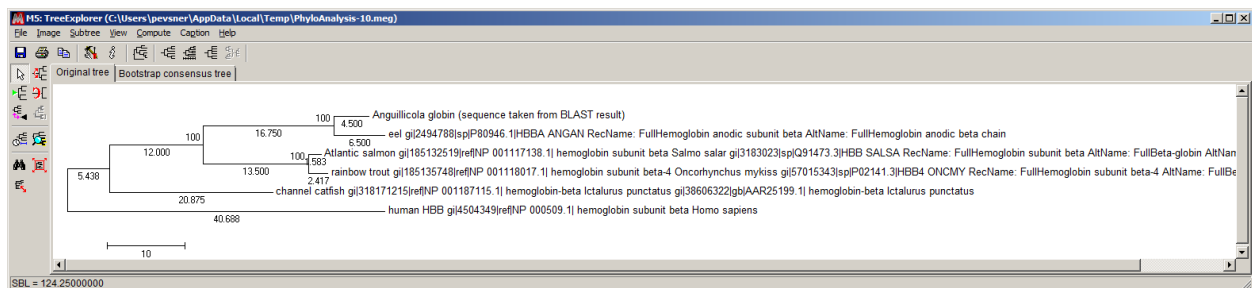 M5: TreeExplorer (C:\Users\pevsner\AppData\Local\Temp\PhyloAnalysis-10.meg)
File Image Subtree View Compute Caption Help
Original tree Bootstrap consensus tree
100 Anguillicola globin (sequence taken from BLAST result)
4.500
100 16.750 eel gi|2494788|sp|P80946.1|HBBA ANGAN RecName: FullHemoglobin anodic subunit beta AltName: FullHemoglobin anodic beta chain
6.500
12.000 100 Atlantic salmon gi|185132519|ref|NP 001117138.1| hemoglobin subunit beta Salmo salar gi|3183023|sp|Q91473.3|HBB SALSA RecName: FullHemoglobin subunit beta AltName: FullBeta-globin AltNam
.583
5.438 13.500 rainbow trout gi|185135748|ref|NP 001118017.1| hemoglobin subunit beta-4 Oncorhynchus mykiss gi|57015343|sp|P02141.3|HBB4 ONCMY RecName: FullHemoglobin subunit beta-4 AltName: FullBe
2.417
channel catfish gi|318171215|ref|NP 001187115.1| hemoglobin-beta Ictalurus punctatus gi|38606322|gb|AAR25199.1| hemoglobin-beta Ictalurus punctatus
20.875
human HBB gi|4504349|ref|NP 000509.1| hemoglobin subunit beta Homo sapiens
40.688
10
SBL = 124.25000000